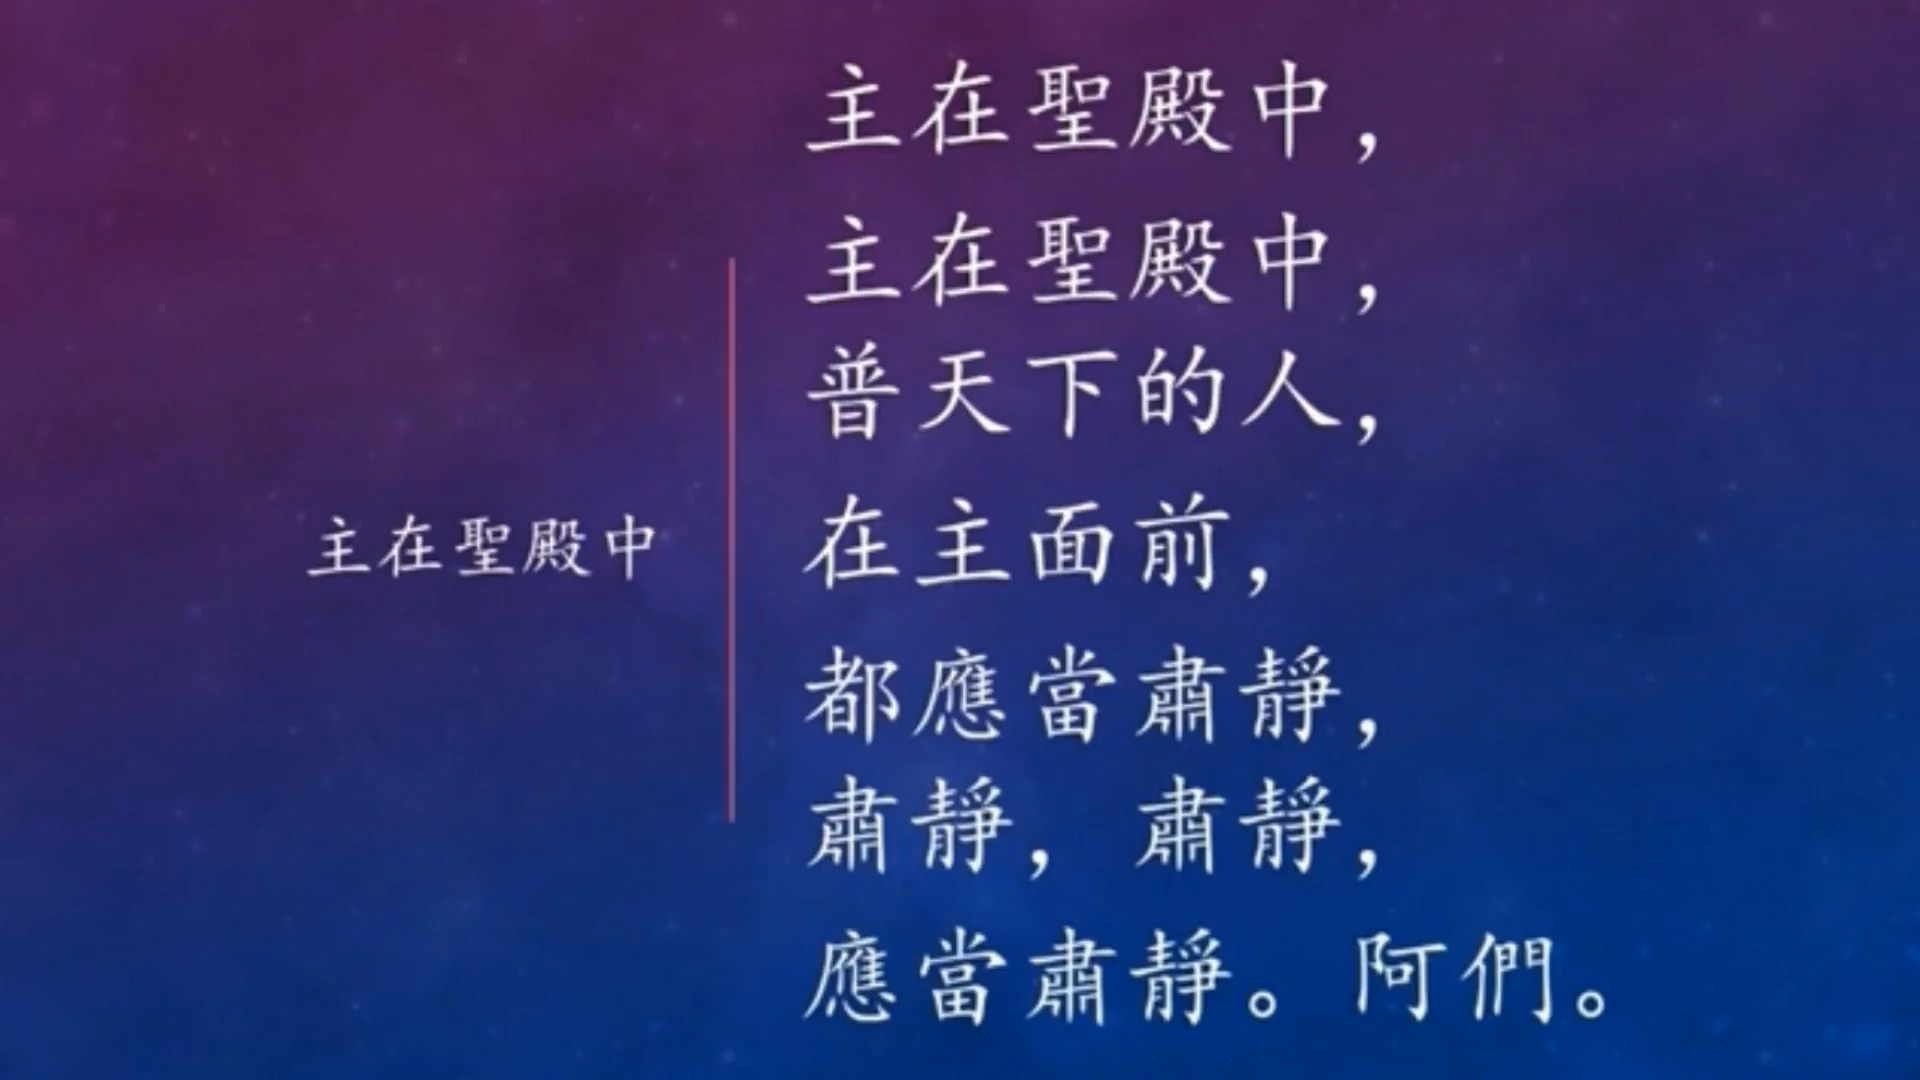 主在聖殿中
主在聖殿中，
主在聖殿中，
普天下的人，
在主面前，
都應當肅靜，
肅靜，肅靜，
應當肅靜。阿們。